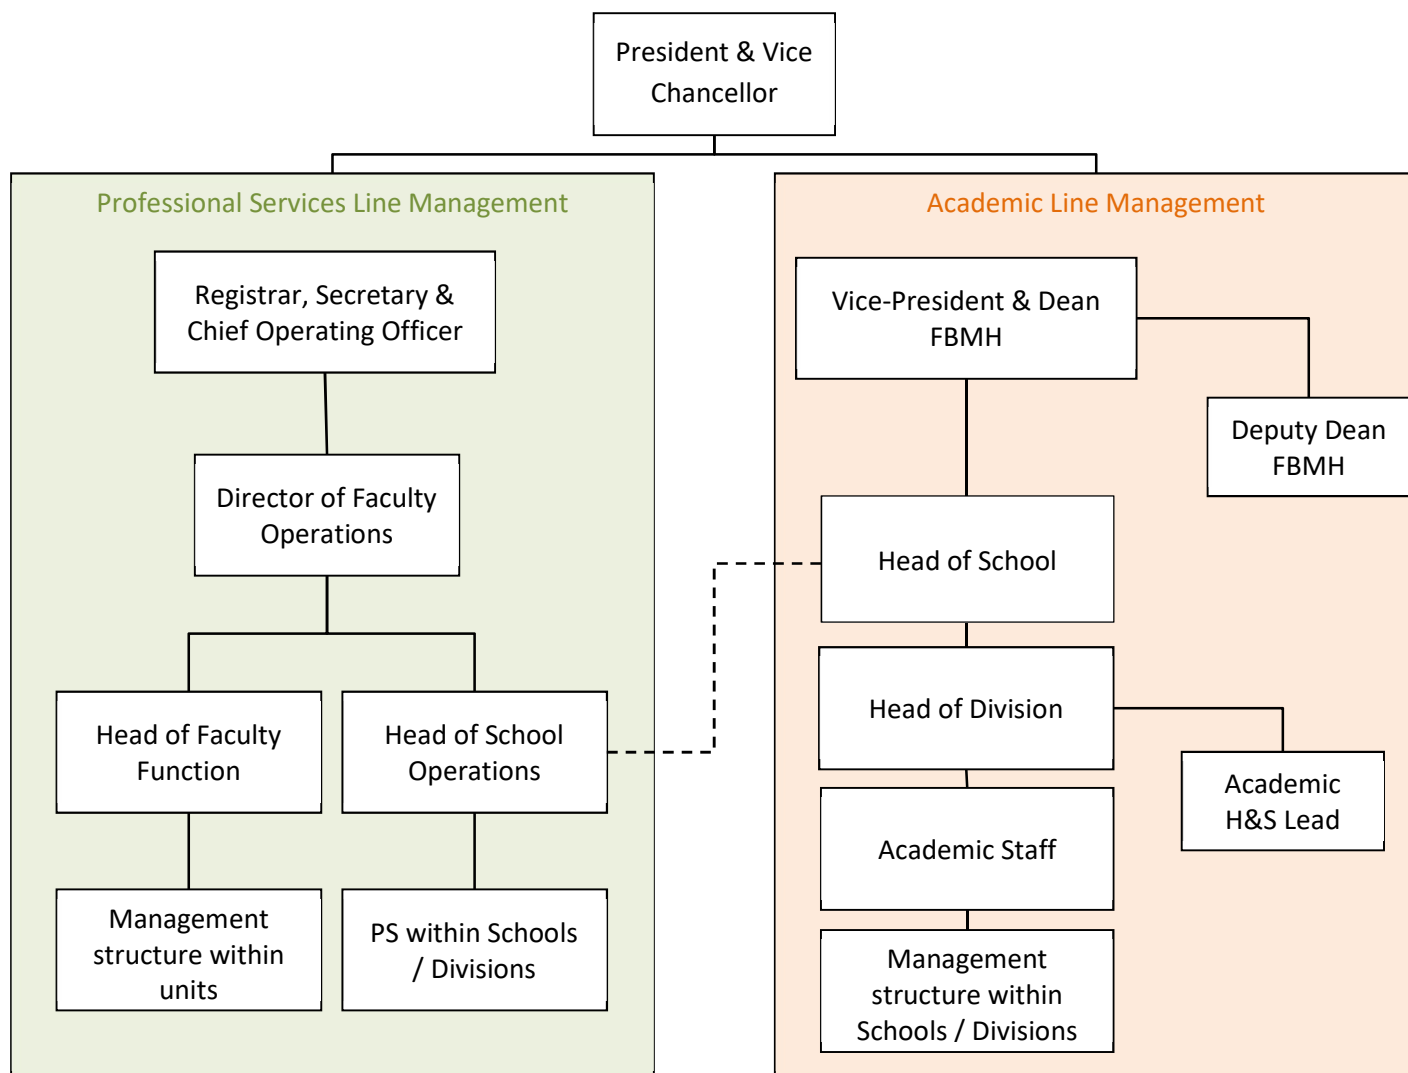 President & Vice
Chancellor
Professional Services Line Management
Registrar, Secretary &
Chief Operating Officer
Director of Faculty
Operations
Head of Faculty
Function
Head of School
Operations
Management
structure within
units
PS within Schools
/ Divisions
Academic Line Management
Vice-President & Dean
FBMH
Deputy Dean
FBMH
Head of School
Head of Division
Academic
H&S Lead
Academic Staff
Management
structure within
Schools / Divisions